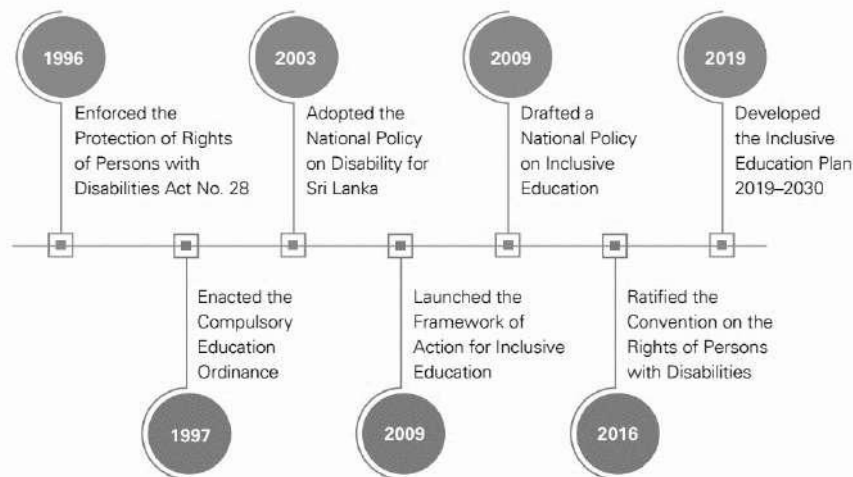 1996
Enforced the
Protection of Rights
of Persons with
Disabilities Act No. 28
2003
Adopted the
National Policy
on Disability for
Sri Lanka
2009
Drafted a
National Policy
on Inclusive
Education
2019
Developed
the Inclusive
Education Plan
2019–2030
Enacted the
Compulsory
Education
Ordinance
1997
Launched the
Framework of
Action for Inclusive
Education
2009
Ratified the
Convention on the
Rights of Persons
with Disabilities
2016